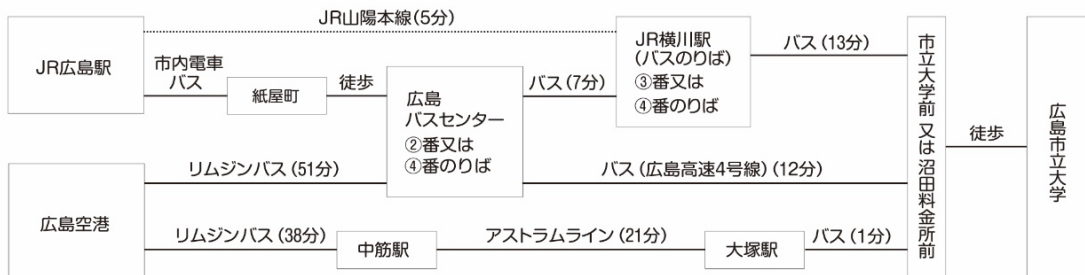 JR山陽本線(5分)
JR広島駅
市内電車
バス
紙屋町
徒歩
広島
バスセンター
②番又は
④番のりば
バス(7分)
JR横川駅
(バスのりば)
③番又は
④番のりば
バス(13分)
広島空港
リムジンバス(51分)
バス(広島高速4号線)(12分)
リムジンバス(38分)
中筋駅
アストラムライン(21分)
大塚駅
バス(1分)
市立大学前 又は 沼田料金所前
徒歩
広島市立大学